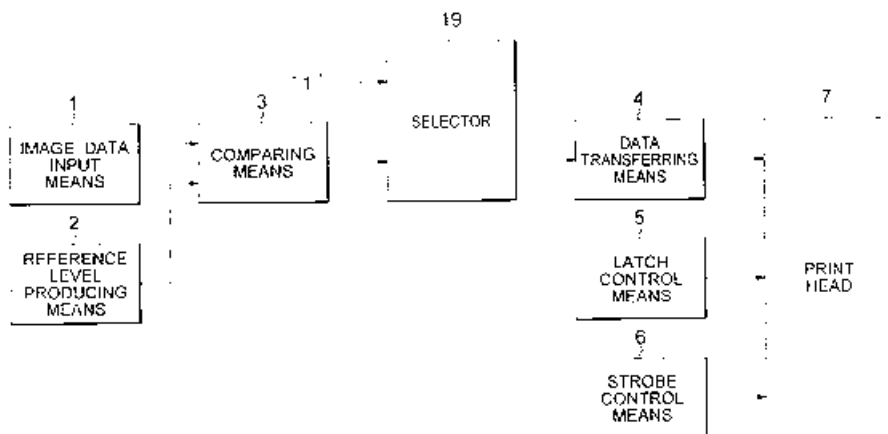 19
1
1
3
4
7
IMAGE DATA
INPUT
MEANS
COMPARING
MEANS
SELECTOR
DATA
TRANSFERRING
MEANS
2
5
REFERENCE
LEVEL
PRODUCING
MEANS
LATCH
CONTROL
MEANS
PRINT
HEAD
6
STROBE
CONTROL
MEANS